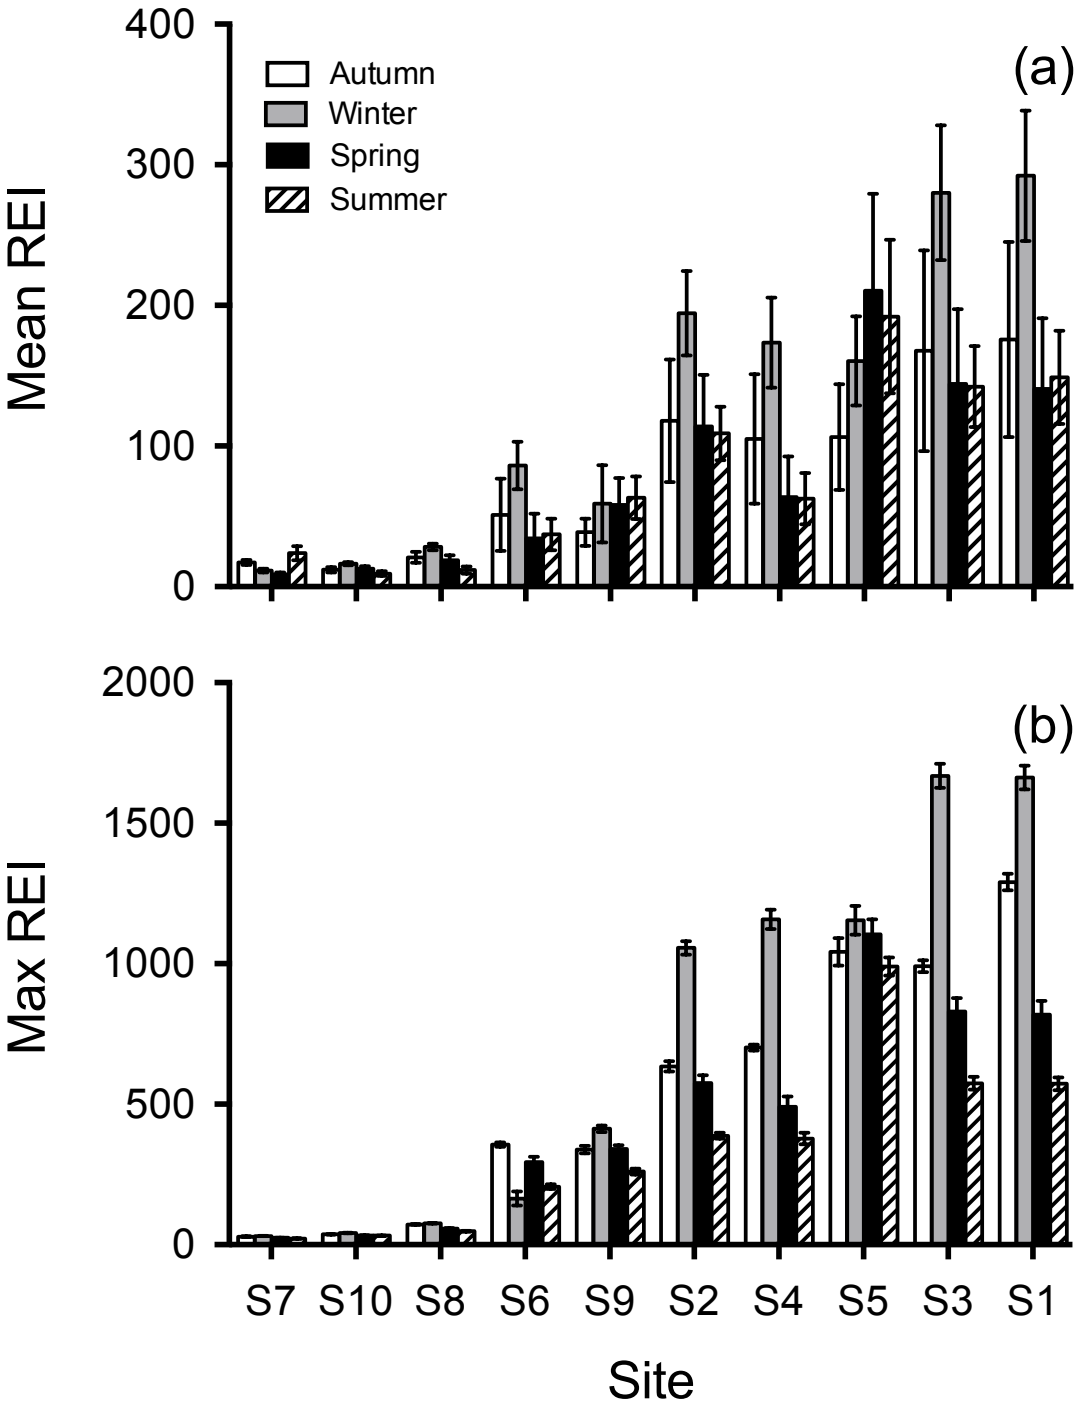 400
(a)
Autumn
Winter
Spring
Summer
300
200
100
0
Mean REI
2000
(b)
1500
1000
500
0
Max REI
S7 S10 S8 S6 S9 S2 S4 S5 S3 S1
Site